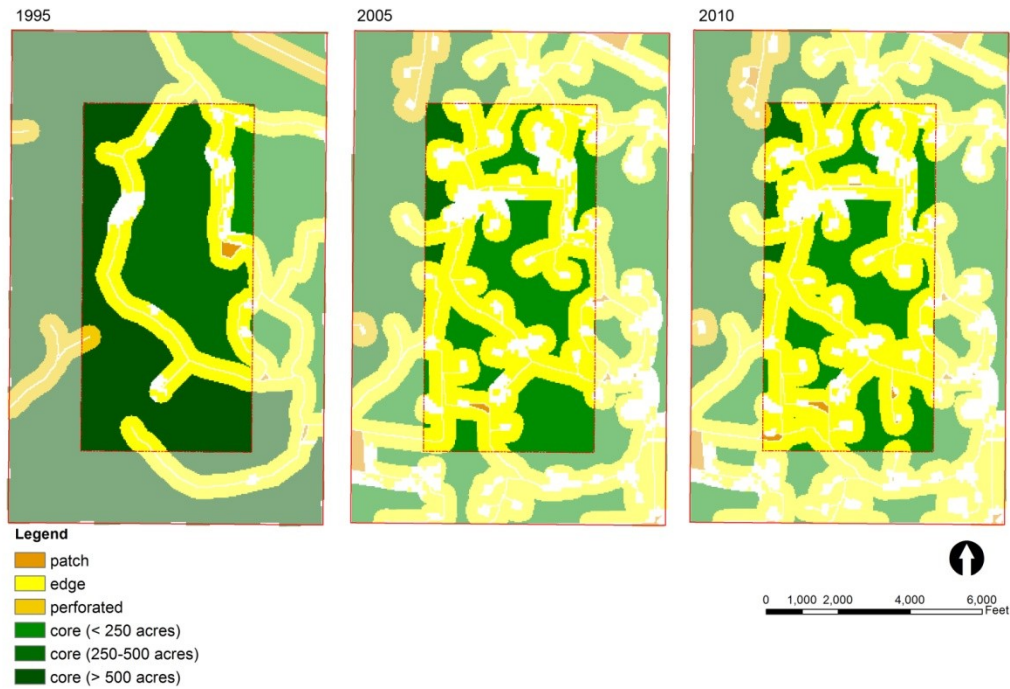 1995 2005 2010
Legend
patch
edge
perforated
core (< 250 acres)
core (250-500 acres)
core (> 500 acres)
0 1,000 2,000 4,000 6,000
Feet